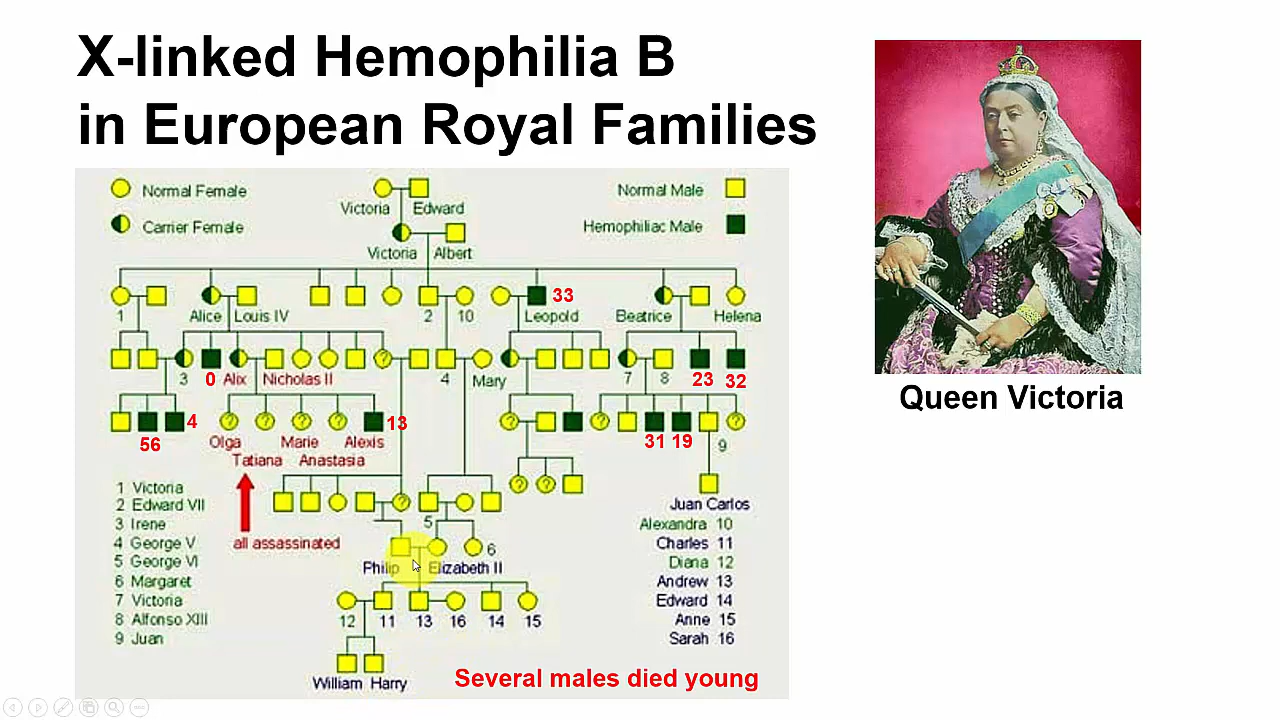 X-linked Hemophilia B
in European Royal Families
Normal Female
Normal Male
Victoria Edward
Carrier Female
Hemophiliac Male
Victoria Albert
33
1 Alice Louis IV 2 10 Leopold Beatrice Helena
?
3 0 Alix Nicholas II 4 Mary 7 8 23 32
? ? ? ? ? ? ?
56 4 13 31 19
Olga Marie Alexis 9
Tatiana Anastasia
? ?
?
1 Victoria
2 Edward VII
3 Irene
4 George V
5 George VI
6 Margaret
7 Victoria
8 Alfonso XIII
9 Juan
all assassinated
5
6
Philip Elizabeth II
Juan Carlos
Alexandra 10
Charles 11
Diana 12
Andrew 13
Edward 14
Anne 15
Sarah 16
12 11 13 16 14 15
William Harry
Several males died young
Queen Victoria